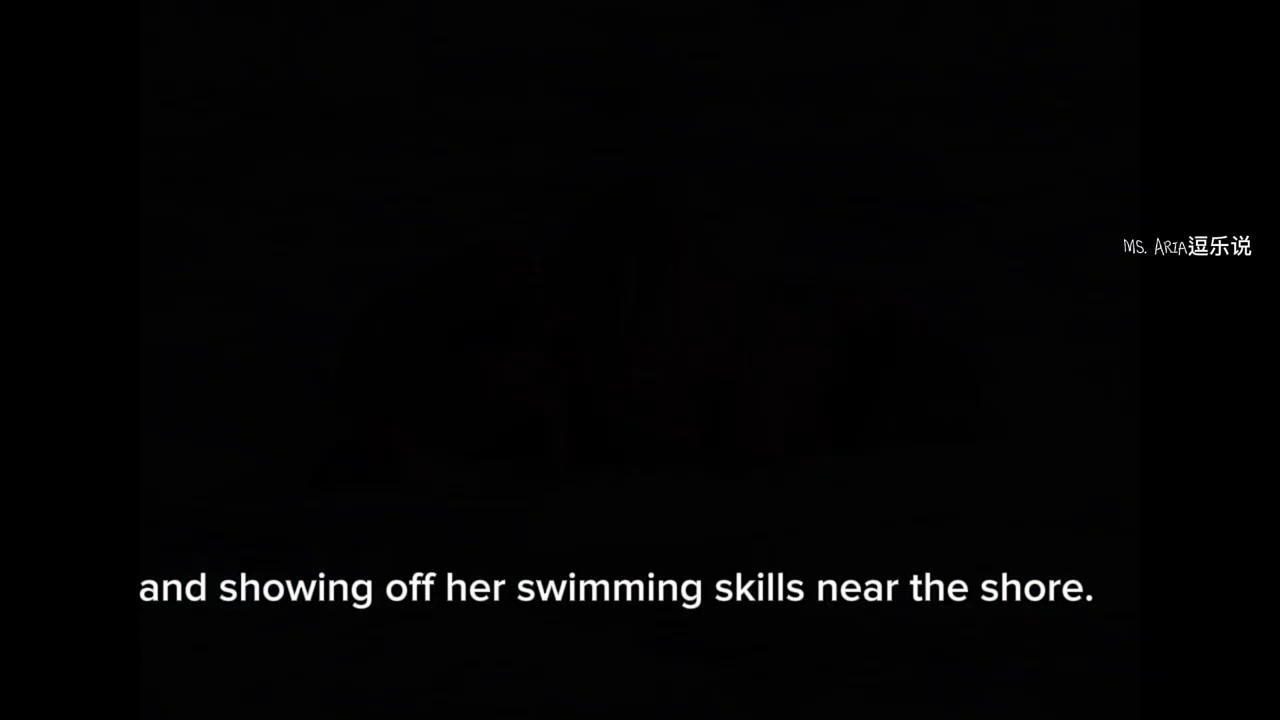 MS. ARIA逗乐说
and showing off her swimming skills near the shore.